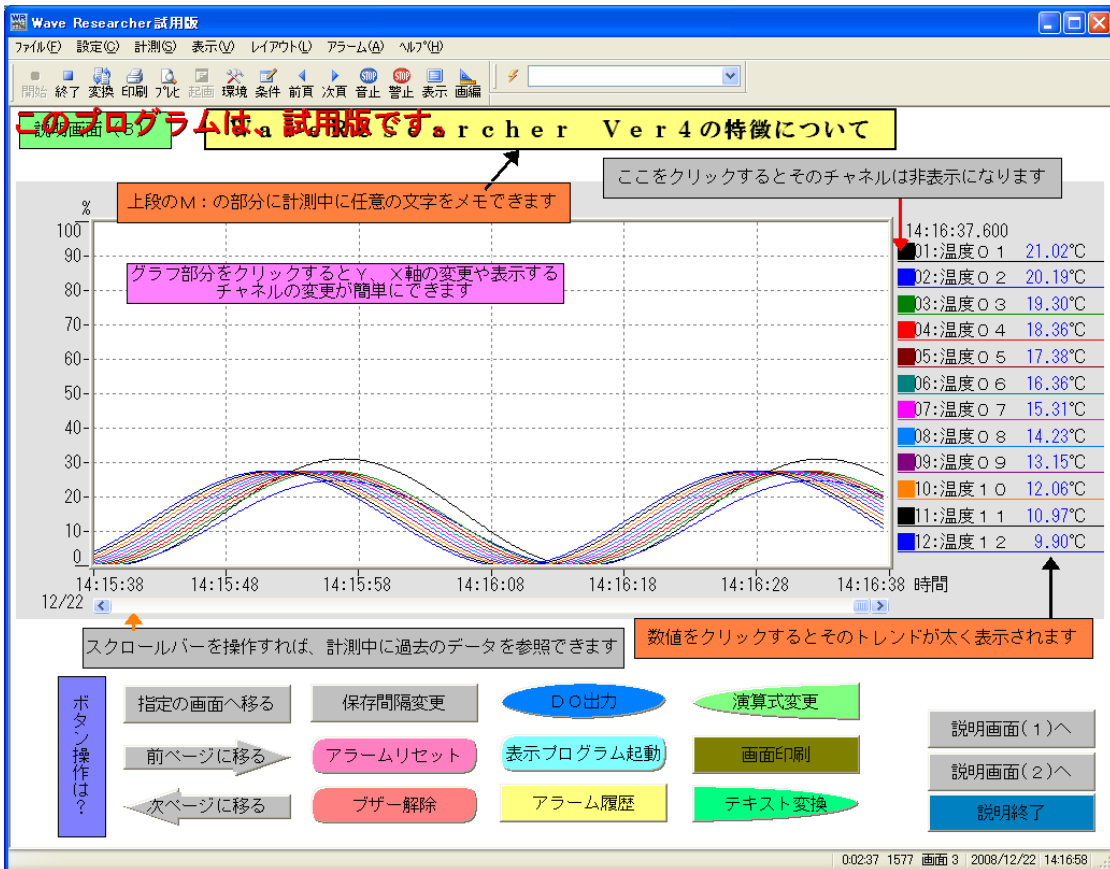 Wave Researcher試用版
ファイル(F) 設定(C) 計測(S) 表示(V) レイアウト(L) アラーム(A) ヘルプ(H)
開始 終了 変換 印刷 プレビ 起画 環境 条件 前頁 次頁 音止 警止 表示 画編
このプログラムは、試用版です。
説明画面(3)
WaveResearcher Ver4の特徴について
ここをクリックするとそのチャネルは非表示になります
上段のM:の部分に計測中に任意の文字をメモできます
%
グラフ部分をクリックするとY、X軸の変更や表示する
チャネルの変更が簡単にできます
100
90
80
70
60
50
40
30
20
10
0
14:16:37.600
01:温度01 21.02℃
02:温度02 20.19℃
03:温度03 19.30℃
04:温度04 18.36℃
05:温度05 17.38℃
06:温度06 16.36℃
07:温度07 15.31℃
08:温度08 14.23℃
09:温度09 13.15℃
10:温度10 12.06℃
11:温度11 10.97℃
12:温度12 9.90℃
14:15:38 14:15:48 14:15:58 14:16:08 14:16:18 14:16:28 14:16:38 時間
12/22
スクロールバーを操作すれば、計測中に過去のデータを参照できます
数値をクリックするとそのトレンドが太く表示されます
ボタン操作は?
指定の画面へ移る 保存間隔変更 DO出力 演算式変更
前ページに移る アラームリセット 表示プログラム起動 画面印刷
次ページに移る ブザー解除 アラーム履歴 テキスト変換
説明画面(1)へ
説明画面(2)へ
説明終了
0:02:37 1577 画面 3 2008/12/22 14:16:58